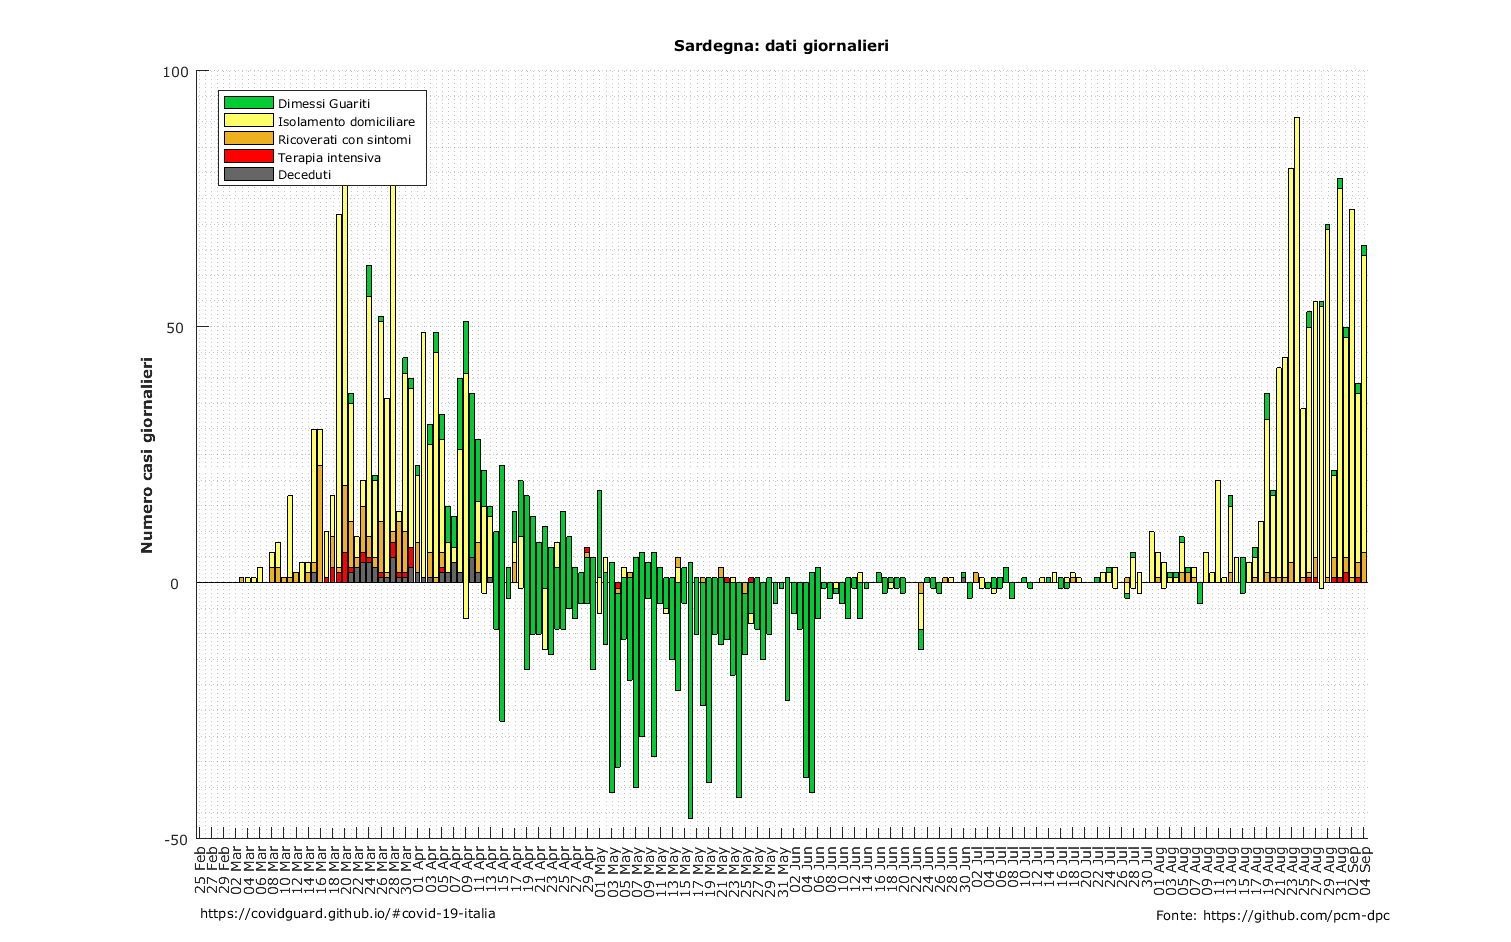 Sardegna: dati giornalieri
100
50
0
-50
Numero casi giornalieri
Dimessi Guariti
Isolamento domiciliare
Ricoverati con sintomi
Terapia intensiva
Deceduti
25 Feb
27 Feb
29 Feb
02 Mar
04 Mar
06 Mar
08 Mar
10 Mar
12 Mar
14 Mar
16 Mar
18 Mar
20 Mar
22 Mar
24 Mar
26 Mar
28 Mar
30 Mar
01 Apr
03 Apr
05 Apr
07 Apr
09 Apr
11 Apr
13 Apr
15 Apr
17 Apr
19 Apr
21 Apr
23 Apr
25 Apr
27 Apr
29 Apr
01 May
03 May
05 May
07 May
09 May
11 May
13 May
15 May
17 May
19 May
21 May
23 May
25 May
27 May
29 May
31 May
02 Jun
04 Jun
06 Jun
08 Jun
10 Jun
12 Jun
14 Jun
16 Jun
18 Jun
20 Jun
22 Jun
24 Jun
26 Jun
28 Jun
30 Jun
02 Jul
04 Jul
06 Jul
08 Jul
10 Jul
12 Jul
14 Jul
16 Jul
18 Jul
20 Jul
22 Jul
24 Jul
26 Jul
28 Jul
30 Jul
01 Aug
03 Aug
05 Aug
07 Aug
09 Aug
11 Aug
13 Aug
15 Aug
17 Aug
19 Aug
21 Aug
23 Aug
25 Aug
27 Aug
29 Aug
31 Aug
02 Sep
04 Sep
https://covidguard.github.io/#covid-19-italia
Fonte: https://github.com/pcm-dpc